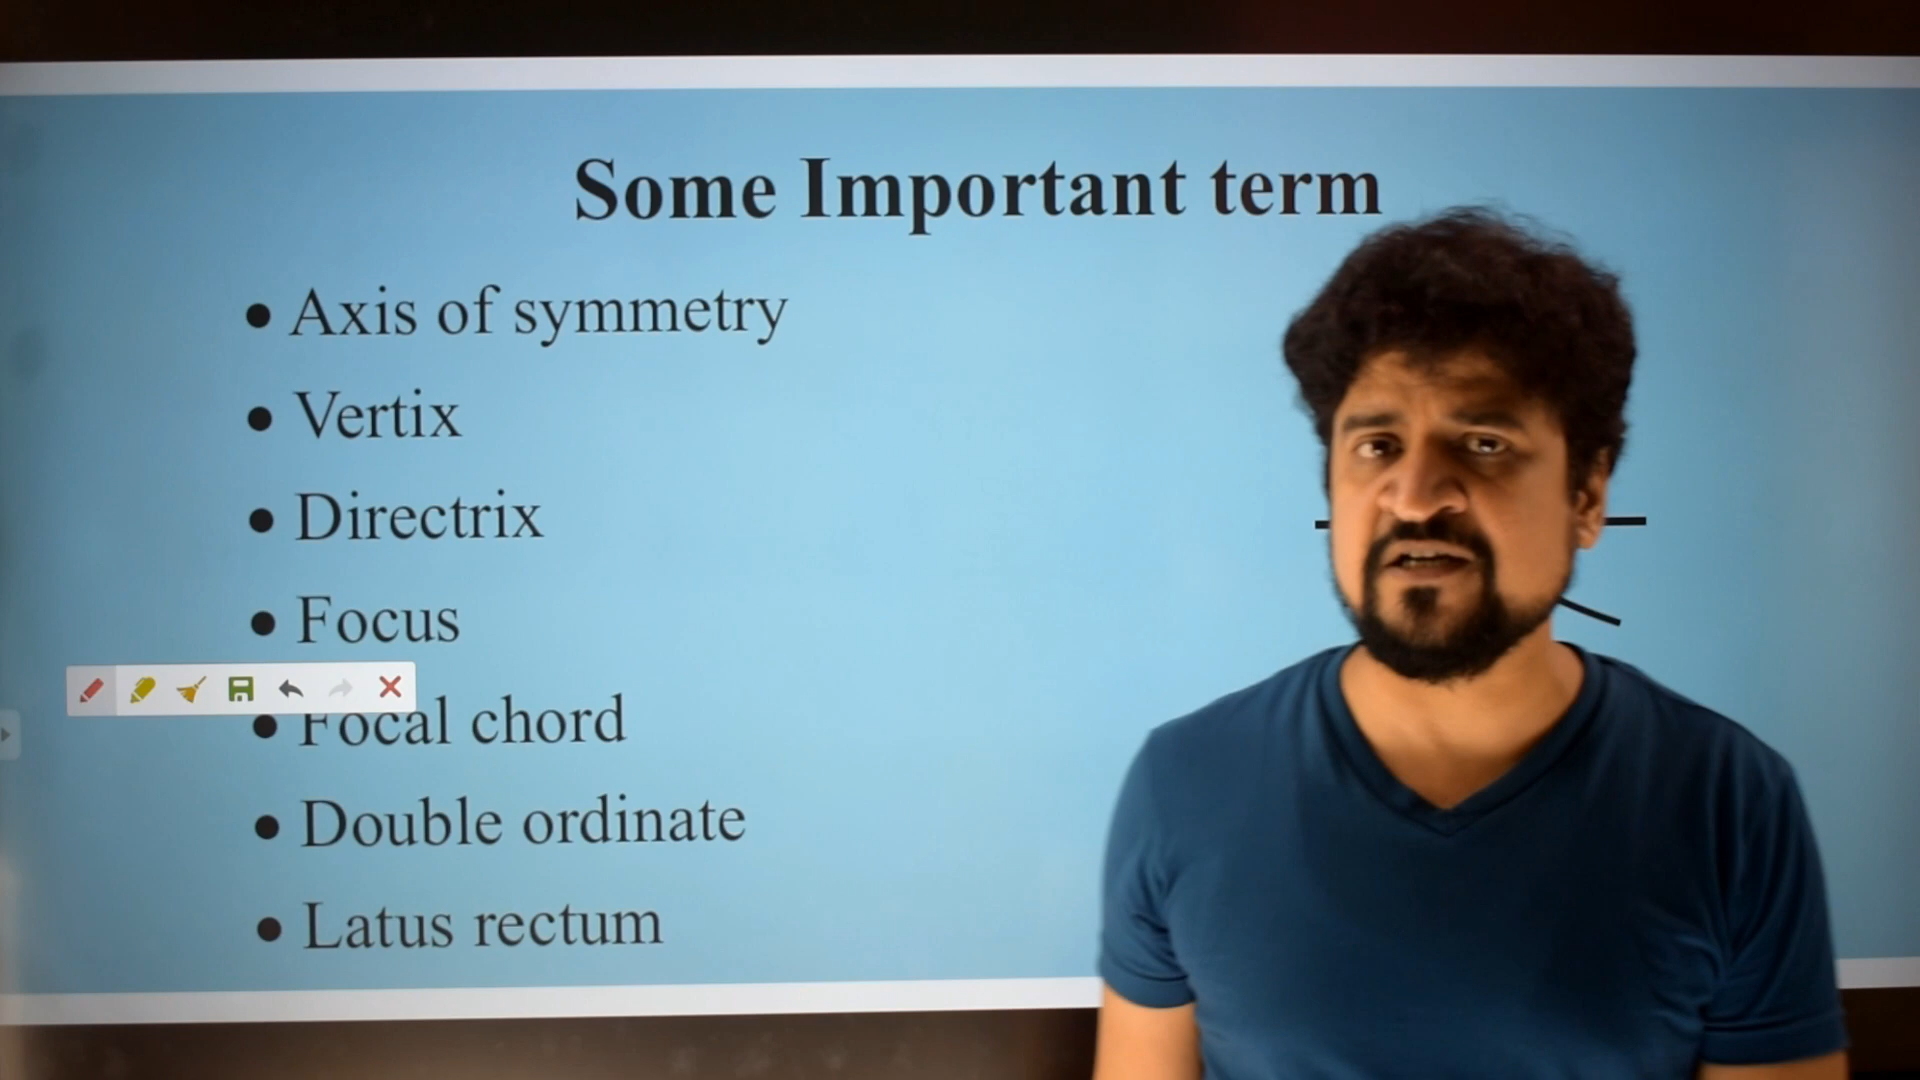 Some Important term
• Axis of symmetry
• Vertix
• Directrix
• Focus
• Focal chord
• Double ordinate
• Latus rectum